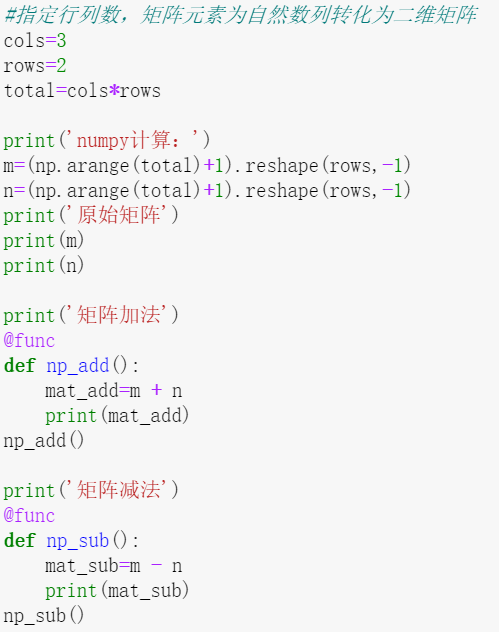 #指定行列数，矩阵元素为自然数列转化为二维矩阵
cols=3
rows=2
total=cols*rows
print('numpy计算：')
m=(np.arange(total)+1).reshape(rows,-1)
n=(np.arange(total)+1).reshape(rows,-1)
print('原始矩阵')
print(m)
print(n)
print('矩阵加法')
@func
def np_add():
    mat_add=m + n
    print(mat_add)
np_add()
print('矩阵减法')
@func
def np_sub():
    mat_sub=m - n
    print(mat_sub)
np_sub()